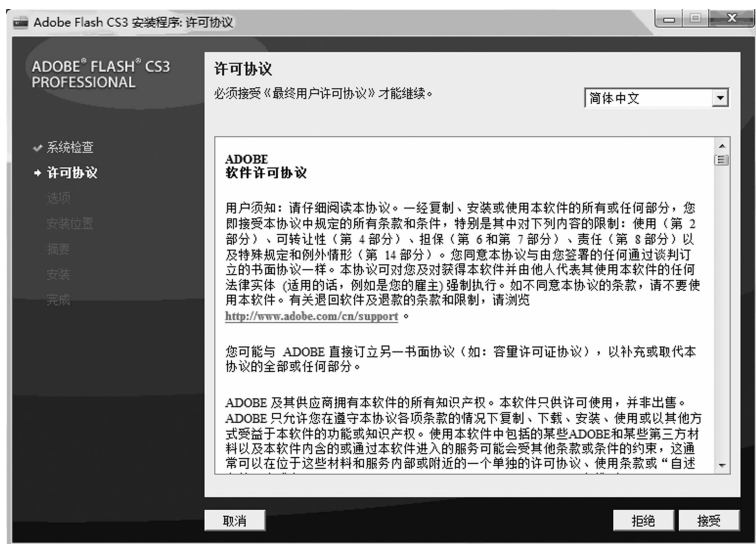 Adobe Flash CS3 安装程序: 许可协议
ADOBE® FLASH® CS3
PROFESSIONAL
系统检查
许可协议
选项
安装位置
摘要
安装
完成
许可协议
必须接受《最终用户许可协议》才能继续。
简体中文
ADOBE
软件许可协议
用户须知：请仔细阅读本协议。一经复制、安装或使用本软件的所有或任何部分，您
即接受本协议中规定的所有条款和条件，特别是其中对下列内容的限制：使用（第 2
部分）、可转让性（第 4 部分）、担保（第 6 和第 7 部分）、责任（第 8 部分）以
及特殊规定和例外情形（第 14 部分）。您同意本协议与由您签署的任何通过谈判订
立的书面协议一样。本协议可对您及对获得本软件并由他人代表其使用本软件的任何
法律实体 (适用的话，例如是您的雇主) 强制执行。如不同意本协议的条款，请不要使
用本软件。有关退回软件及退款的条款和限制，请浏览
http://www.adobe.com/cn/support 。
您可能与 ADOBE 直接订立另一书面协议（如：容量许可证协议），以补充或取代本
协议的全部或任何部分。
ADOBE 及其供应商拥有本软件的所有知识产权。本软件只供许可使用，并非出售。
ADOBE 只允许您在遵守本协议各项条款的情况下复制、下载、安装、使用或以其他方
式受益于本软件的功能或知识产权。使用本软件中包括的某些ADOBE和某些第三方材
料以及本软件内含的或通过本软件进入的服务可能会受其他条款或条件的约束，这通
常可以在位于这些材料和服务内部或附近的一个单独的许可协议、使用条款或“自述
取消
拒绝
接受